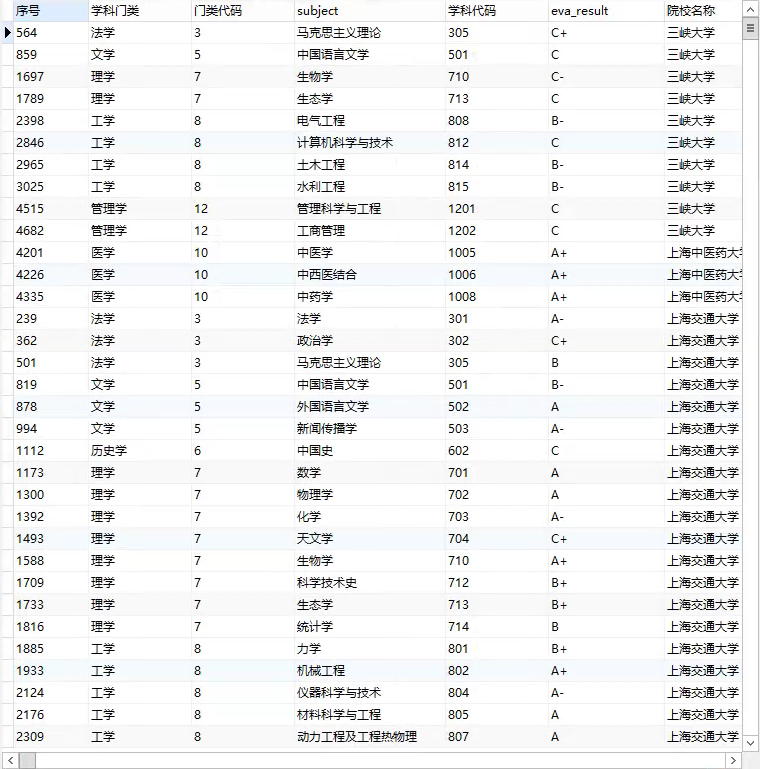 序号 学科门类 门类代码 subject 学科代码 eva_result 院校名称
564 法学 3 马克思主义理论 305 C+ 三峡大学
859 文学 5 中国语言文学 501 C 三峡大学
1697 理学 7 生物学 710 C- 三峡大学
1789 理学 7 生态学 713 C 三峡大学
2398 工学 8 电气工程 808 B- 三峡大学
2846 工学 8 计算机科学与技术 812 C 三峡大学
2965 工学 8 土木工程 814 B- 三峡大学
3025 工学 8 水利工程 815 B- 三峡大学
4515 管理学 12 管理科学与工程 1201 C 三峡大学
4682 管理学 12 工商管理 1202 C 三峡大学
4201 医学 10 中医学 1005 A+ 上海中医药大学
4226 医学 10 中西医结合 1006 A+ 上海中医药大学
4335 医学 10 中药学 1008 A+ 上海中医药大学
239 法学 3 法学 301 A- 上海交通大学
362 法学 3 政治学 302 C+ 上海交通大学
501 法学 3 马克思主义理论 305 B 上海交通大学
819 文学 5 中国语言文学 501 B- 上海交通大学
878 文学 5 外国语言文学 502 A 上海交通大学
994 文学 5 新闻传播学 503 A- 上海交通大学
1112 历史学 6 中国史 602 C 上海交通大学
1173 理学 7 数学 701 A 上海交通大学
1300 理学 7 物理学 702 A 上海交通大学
1392 理学 7 化学 703 A- 上海交通大学
1493 理学 7 天文学 704 C+ 上海交通大学
1588 理学 7 生物学 710 A+ 上海交通大学
1709 理学 7 科学技术史 712 B+ 上海交通大学
1733 理学 7 生态学 713 B+ 上海交通大学
1816 理学 7 统计学 714 B 上海交通大学
1885 工学 8 力学 801 B+ 上海交通大学
1933 工学 8 机械工程 802 A+ 上海交通大学
2124 工学 8 仪器科学与技术 804 A- 上海交通大学
2176 工学 8 材料科学与工程 805 A 上海交通大学
2309 工学 8 动力工程及工程热物理 807 A 上海交通大学